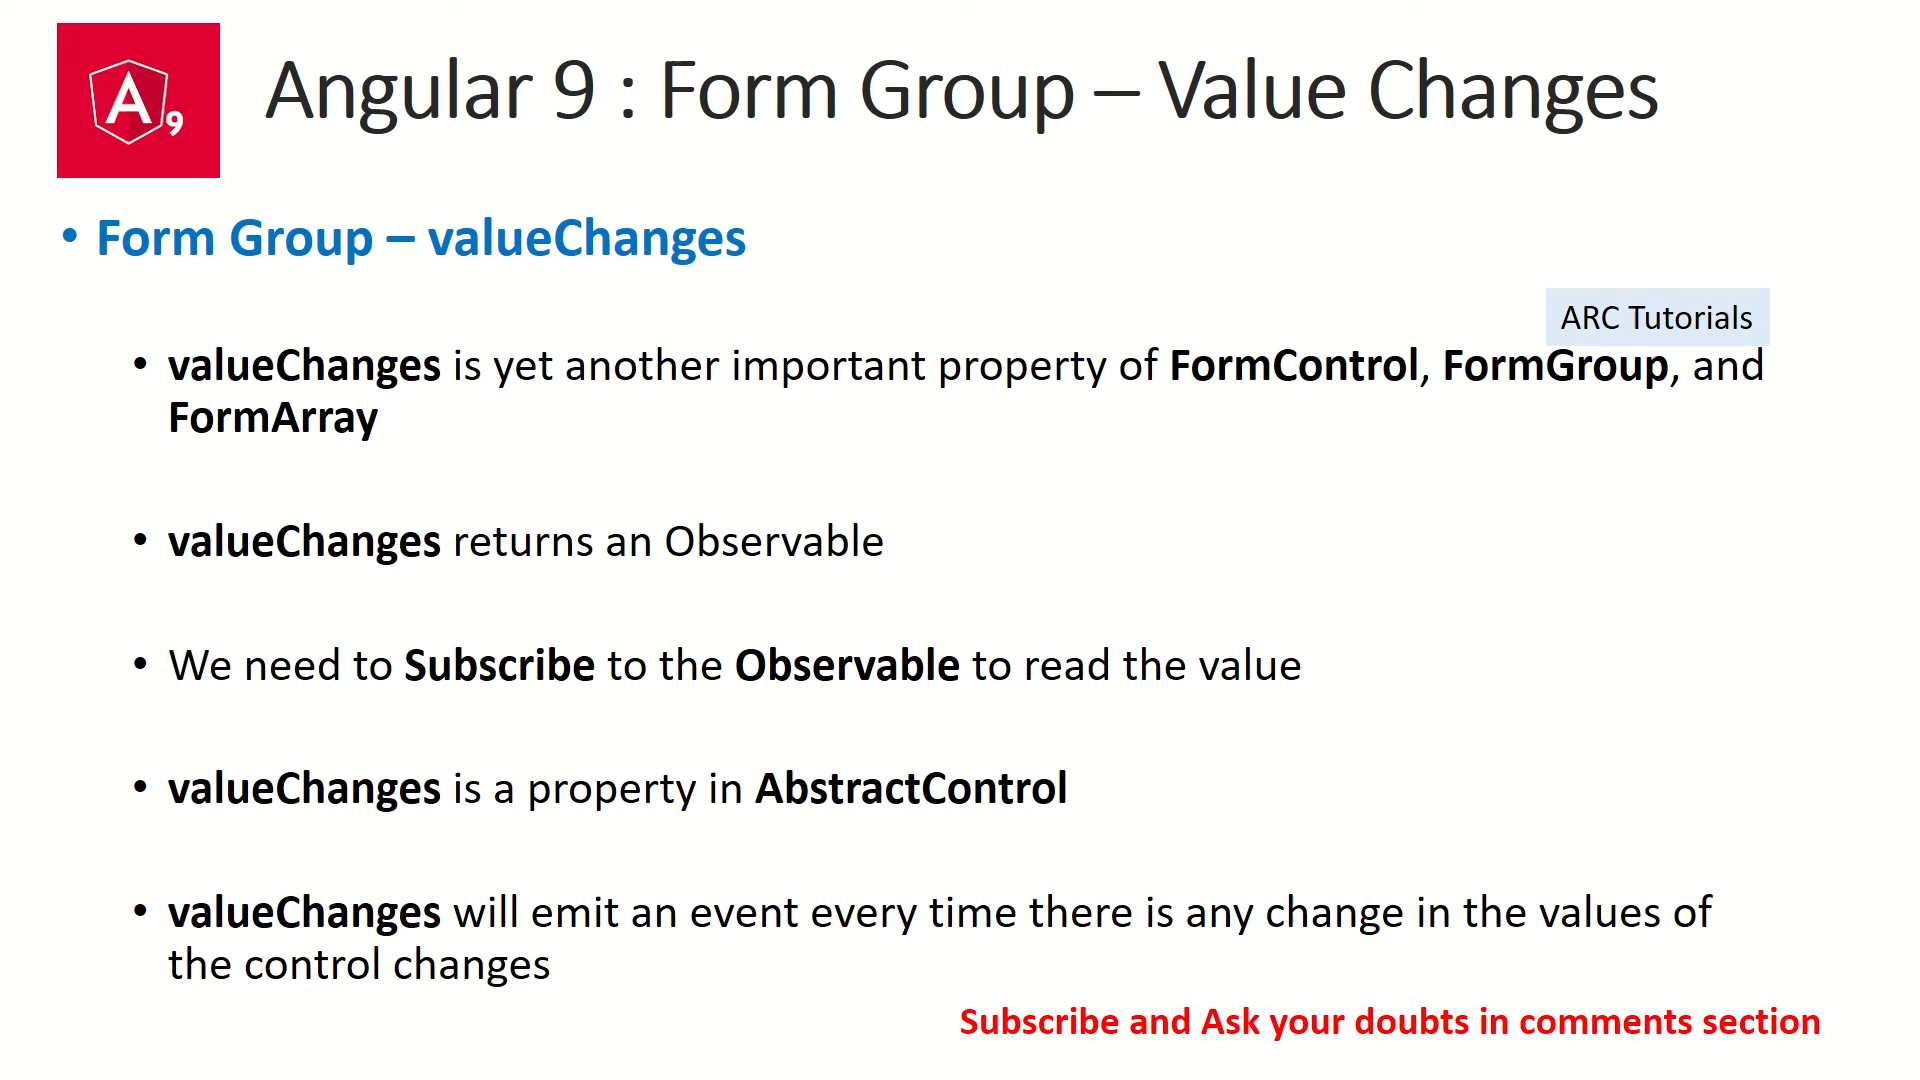 A9
Angular 9 : Form Group – Value Changes
• Form Group – valueChanges
ARC Tutorials
• valueChanges is yet another important property of FormControl, FormGroup, and
FormArray
• valueChanges returns an Observable
• We need to Subscribe to the Observable to read the value
• valueChanges is a property in AbstractControl
• valueChanges will emit an event every time there is any change in the values of
the control changes
Subscribe and Ask your doubts in comments section